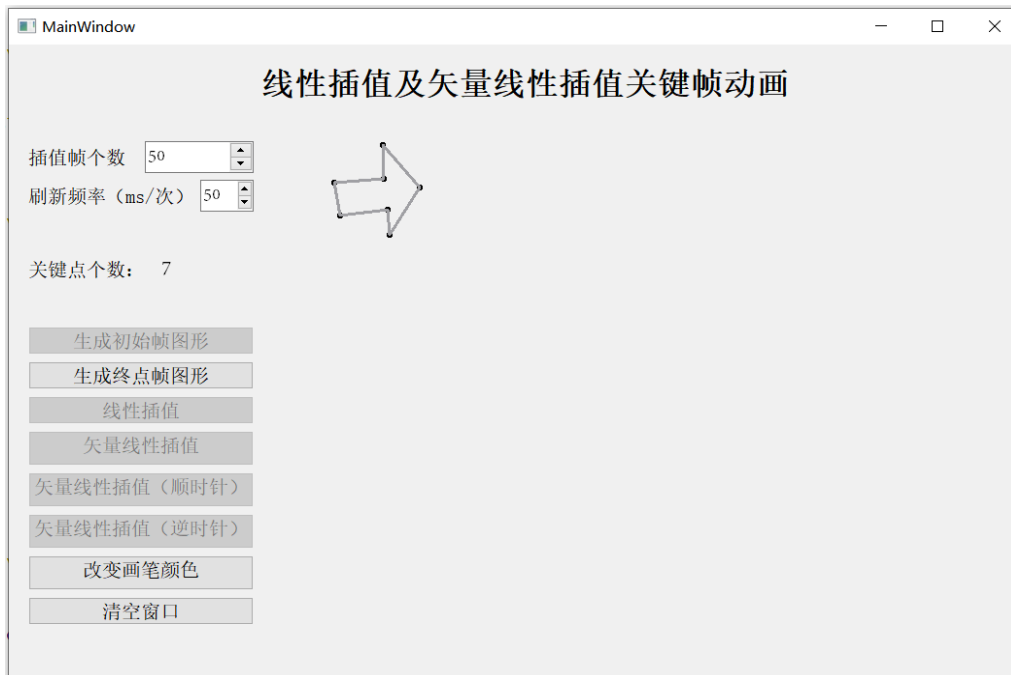 MainWindow
线性插值及矢量线性插值关键帧动画
插值帧个数 50
刷新频率（ms/次） 50
关键点个数： 7
生成初始帧图形
生成终点帧图形
线性插值
矢量线性插值
矢量线性插值（顺时针）
矢量线性插值（逆时针）
改变画笔颜色
清空窗口